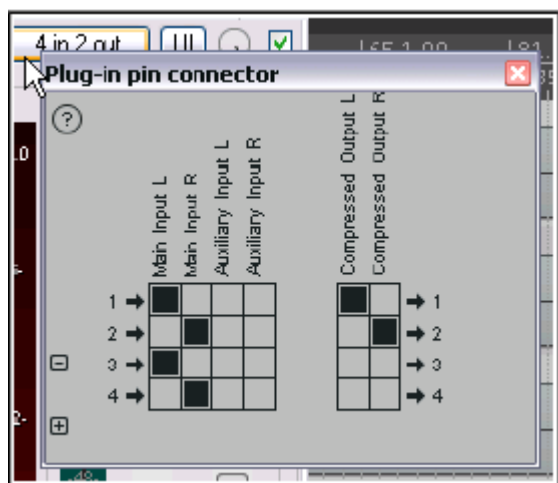 4 in 2 out
UI
Plug-in pin connector
?
Main Input L
Main Input R
Auxiliary Input L
Auxiliary Input R
Compressed Output L
Compressed Output R
1
2
3
4
1
2
3
4